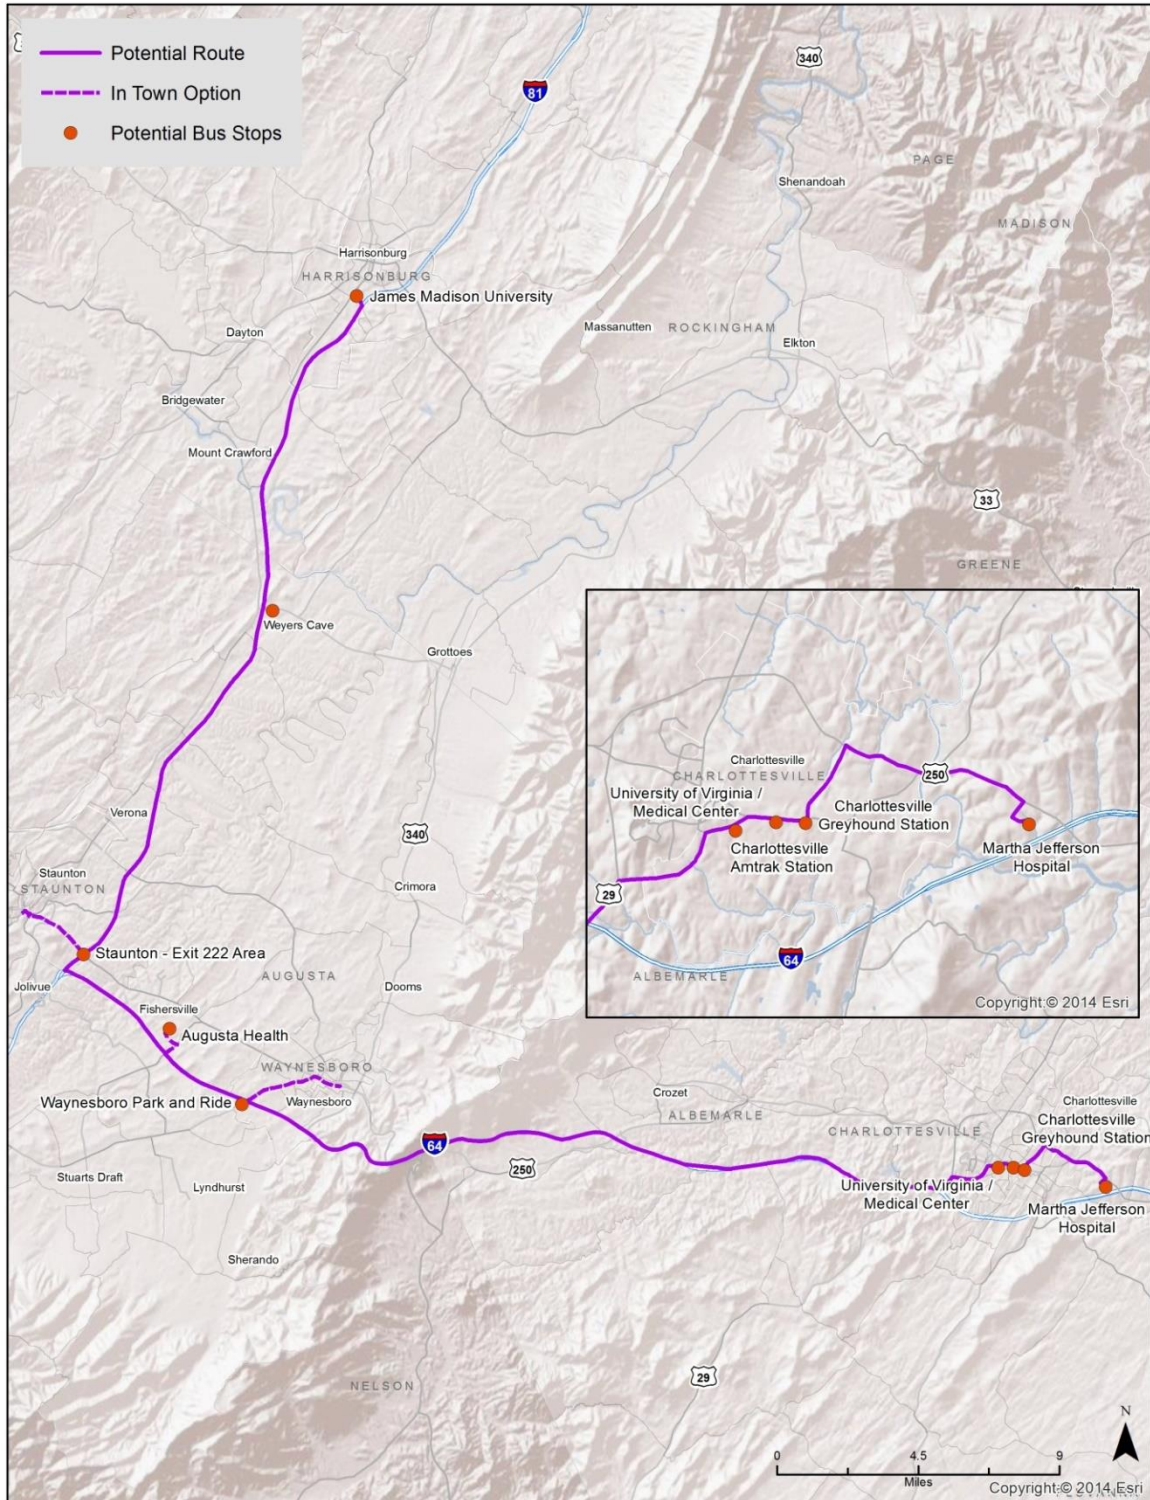 Potential Route
In Town Option
Potential Bus Stops
81
340
PAGE
Shenandoah
MADISON
Harrisonburg
HARRISONBURG
James Madison University
Massanutten
ROCKINGHAM
Dayton
Elkton
Bridgewater
Mount Crawford
33
GREENE
Weyers Cave
Grottoes
Charlottesville
CHARLOTTESVILLE
250
University of Virginia /
Medical Center
Charlottesville
Greyhound Station
Charlottesville
Amtrak Station
Martha Jefferson
Hospital
29
64
ALBEMARLE
Copyright:© 2014 Esri
Verona
340
Staunton
STAUNTON
Crimora
Staunton - Exit 222 Area
AUGUSTA
Jolivue
Dooms
Fishersville
Augusta Health
WAYNESBORO
Waynesboro Park and Ride
Waynesboro
Crozet
ALBEMARLE
Charlottesville
CHARLOTTESVILLE
Charlottesville
Greyhound Station
64
250
Stuarts Draft
Lyndhurst
University of Virginia /
Medical Center
Martha Jefferson
Hospital
Sherando
29
NELSON
N
0 4.5 9
Miles
Copyright:© 2014 Esri